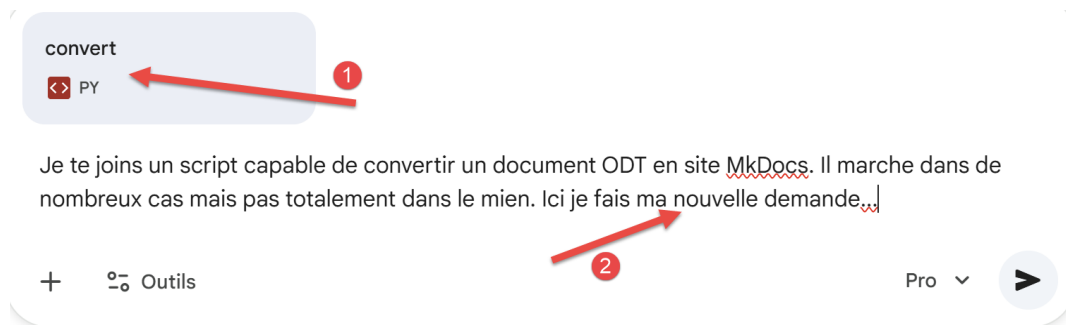 convert
PY
1
Je te joins un script capable de convertir un document ODT en site MkDocs. Il marche dans de
nombreux cas mais pas totalement dans le mien. Ici je fais ma nouvelle demande...
2
Outils
Pro